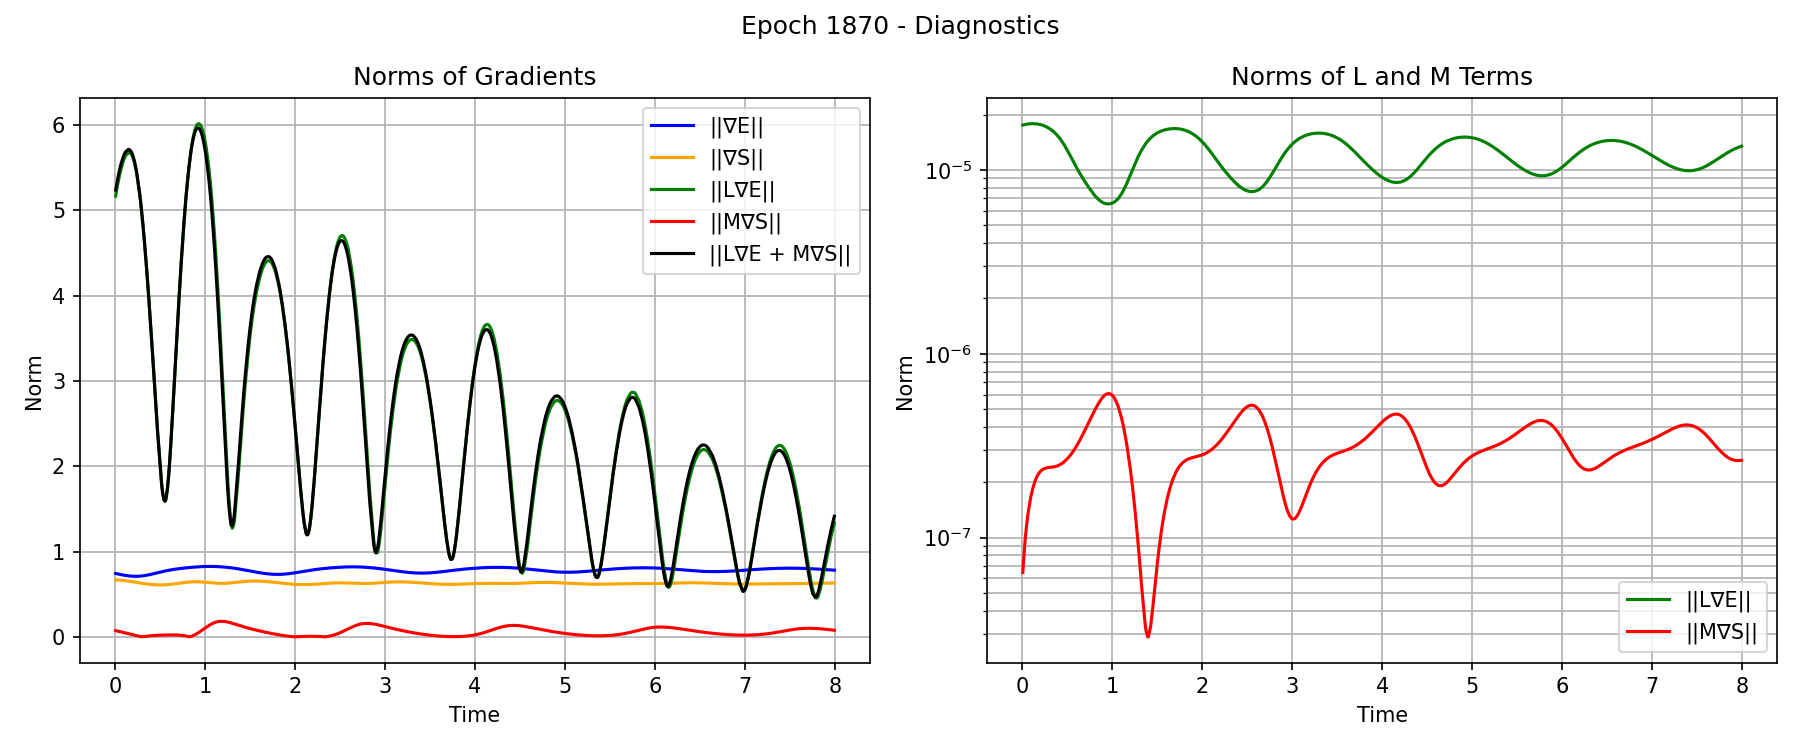 Epoch 1870 - Diagnostics
Norms of Gradients
Norm
6
5
4
3
2
1
0
||∇E||
||∇S||
||L∇E||
||M∇S||
||L∇E + M∇S||
0 1 2 3 4 5 6 7 8
Time
Norms of L and M Terms
Norm
10⁻⁵
10⁻⁶
10⁻⁷
||L∇E||
||M∇S||
0 1 2 3 4 5 6 7 8
Time